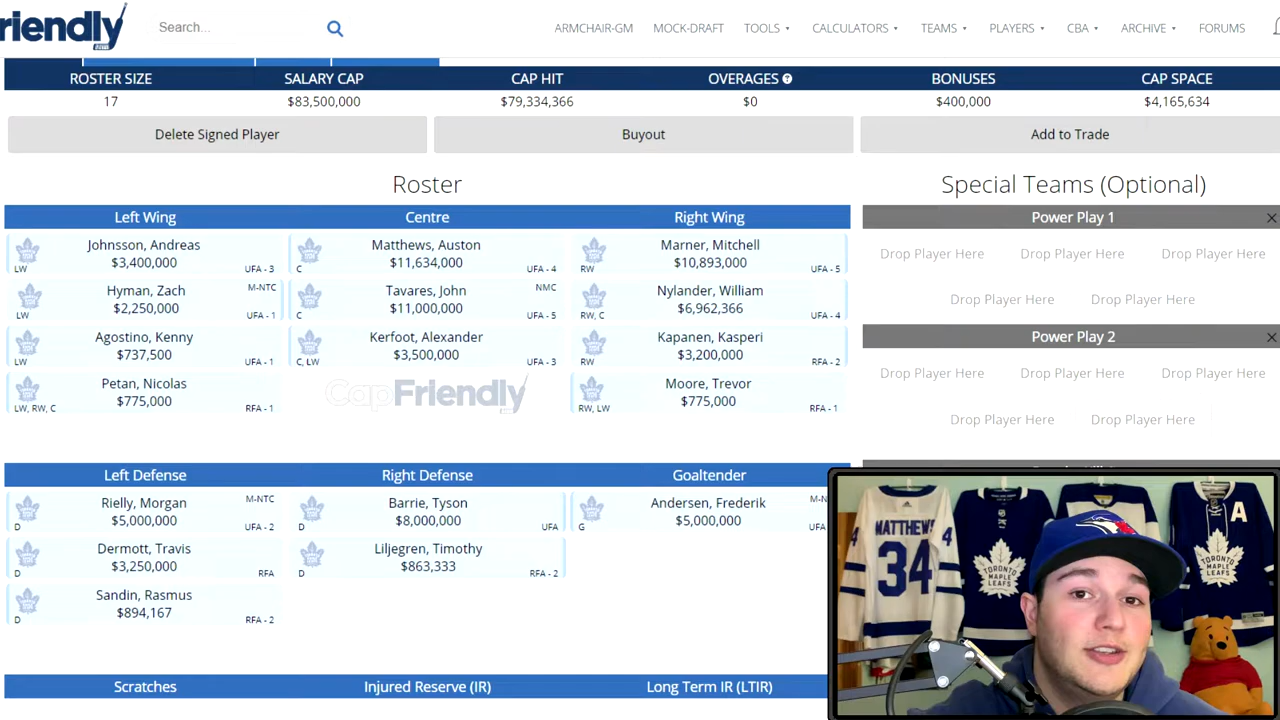 riendly
Search...
ARMCHAIR-GM MOCK-DRAFT TOOLS CALCULATORS TEAMS PLAYERS CBA ARCHIVE FORUMS
ROSTER SIZE SALARY CAP CAP HIT OVERAGES BONUSES CAP SPACE
17 $83,500,000 $79,334,366 $0 $400,000 $4,165,634
Delete Signed Player Buyout Add to Trade
Roster
Left Wing Centre Right Wing
Johnsson, Andreas Matthews, Auston Marner, Mitchell
$3,400,000 $11,634,000 $10,893,000
LW UFA - 3 C UFA - 4 RW UFA - 5
Hyman, Zach M-NTC Tavares, John NMC Nylander, William
$2,250,000 $11,000,000 $6,962,366
LW UFA - 1 C UFA - 5 RW, C UFA - 4
Agostino, Kenny Kerfoot, Alexander Kapanen, Kasperi
$737,500 $3,500,000 $3,200,000
LW UFA - 1 C, LW UFA - 3 RW RFA - 2
Petan, Nicolas Moore, Trevor
$775,000 $775,000
LW, RW, C RFA - 1 RW, LW RFA - 1
CapFriendly
Left Defense Right Defense Goaltender
Rielly, Morgan M-NTC Barrie, Tyson Andersen, Frederik M-N
$5,000,000 $8,000,000 $5,000,000
D UFA - 2 D UFA G UFA
Dermott, Travis Liljegren, Timothy
$3,250,000 $863,333
D RFA D RFA - 2
Sandin, Rasmus
$894,167
D RFA - 2
Scratches Injured Reserve (IR) Long Term IR (LTIR)
Special Teams (Optional)
Power Play 1
Drop Player Here Drop Player Here Drop Player Here
Drop Player Here Drop Player Here
Power Play 2
Drop Player Here Drop Player Here Drop Player Here
Drop Player Here Drop Player Here
MATTHEWS
4 34 4
TORONTO
MAPLE
LEAFS
A
TORONTO
MAPLE
LEAFS